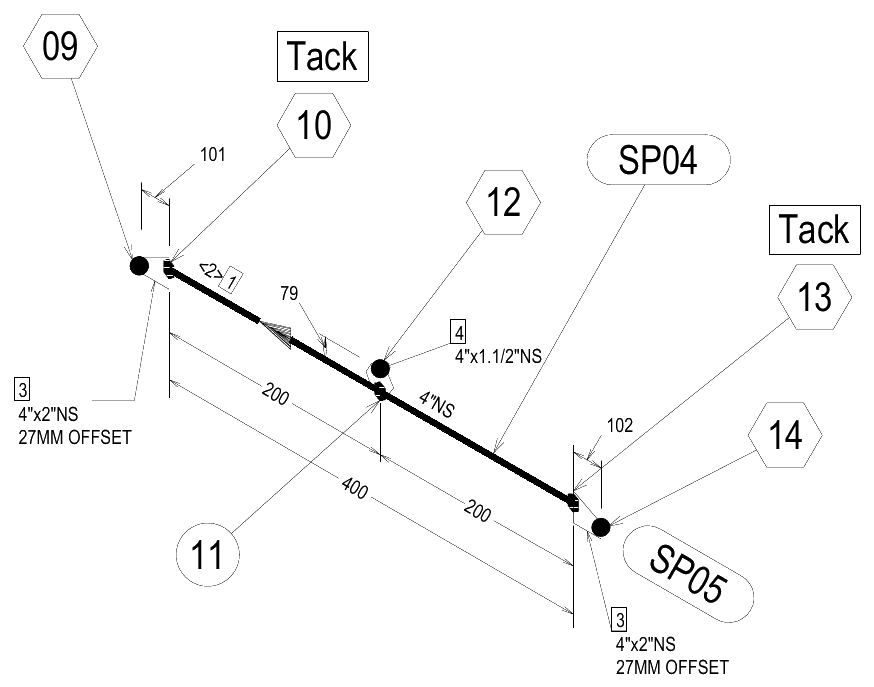 09
Tack
10
101
SP04
12
Tack
<2> 1
79
13
4
4"x1.1/2"NS
3
4"x2"NS
27MM OFFSET
200
4"NS
102
14
400
200
11
SP05
3
4"x2"NS
27MM OFFSET